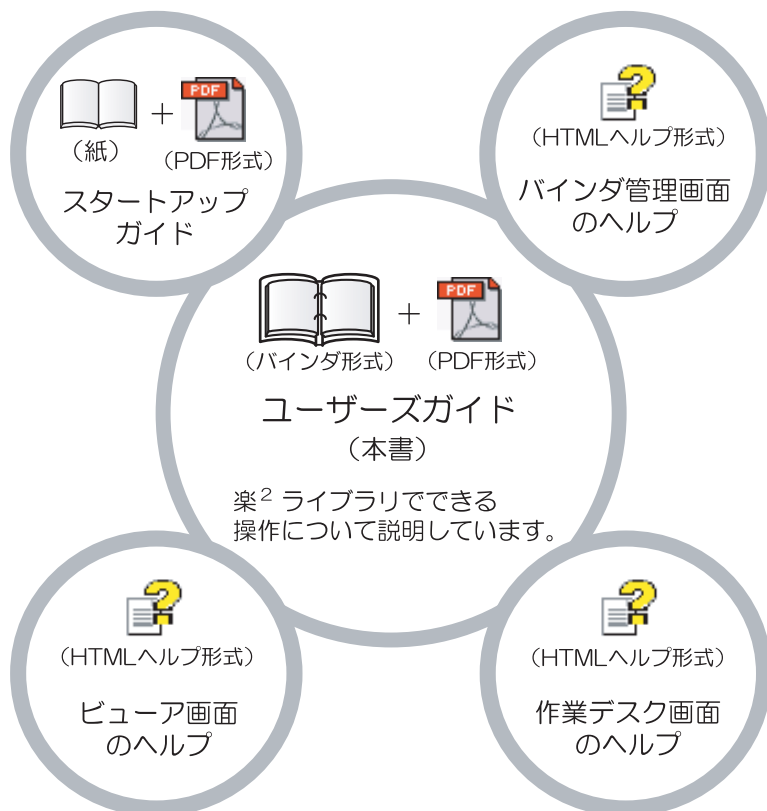 PDF
＋
（紙）
（PDF形式）
スタートアップ
ガイド
（HTMLヘルプ形式）
バインダ管理画面
のヘルプ
PDF
＋
（バインダ形式）
（PDF形式）
ユーザーズガイド
（本書）
楽² ライブラリでできる
操作について説明しています。
（HTMLヘルプ形式）
ビューア画面
のヘルプ
（HTMLヘルプ形式）
作業デスク画面
のヘルプ